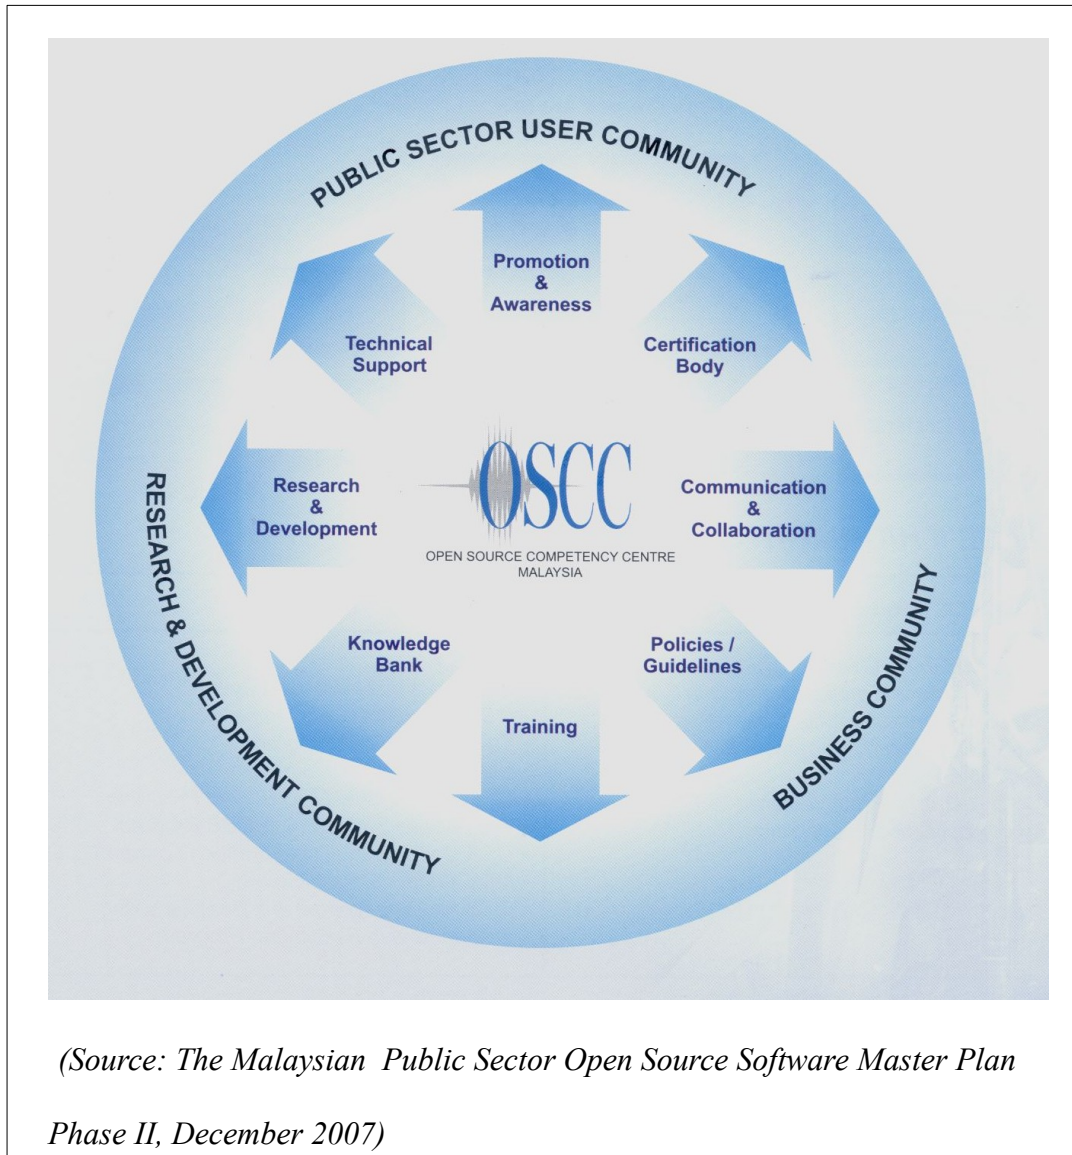 PUBLIC SECTOR USER COMMUNITY
Promotion
&
Awareness
Technical
Support
Certification
Body
Research
&
Development
OSCC
OPEN SOURCE COMPETENCY CENTRE
MALAYSIA
Communication
&
Collaboration
Knowledge
Bank
Policies /
Guidelines
Training
RESEARCH & DEVELOPMENT COMMUNITY
BUSINESS COMMUNITY
(Source: The Malaysian Public Sector Open Source Software Master Plan
Phase II, December 2007)